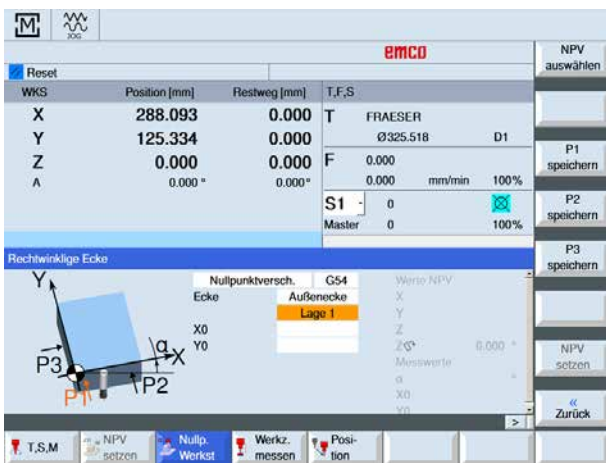 M
JOG
emco
Reset
WKS Position [mm] Restweg [mm]
X 288.093 0.000
Y 125.334 0.000
Z 0.000 0.000
A 0.000 ° 0.000°
T,F,S
T FRAESER
Ø325.518 D1
F 0.000
0.000 mm/min 100%
S1 0
Master 0 100%
Rechtwinklige Ecke
Nullpunktversch. G54
Ecke Außenecke
Lage 1
X0
Y0
Werte NPV
X
Y
Z
Z 0.000 °
Messwerte
α °
X0
Y0
Y
α
X
P3
P1
P2
>
NPV
auswählen
P1
speichern
P2
speichern
P3
speichern
NPV
setzen
«
Zurück
T,S,M
NPV
setzen
Nullp.
Werkst
Werkz.
messen
Posi-
tion